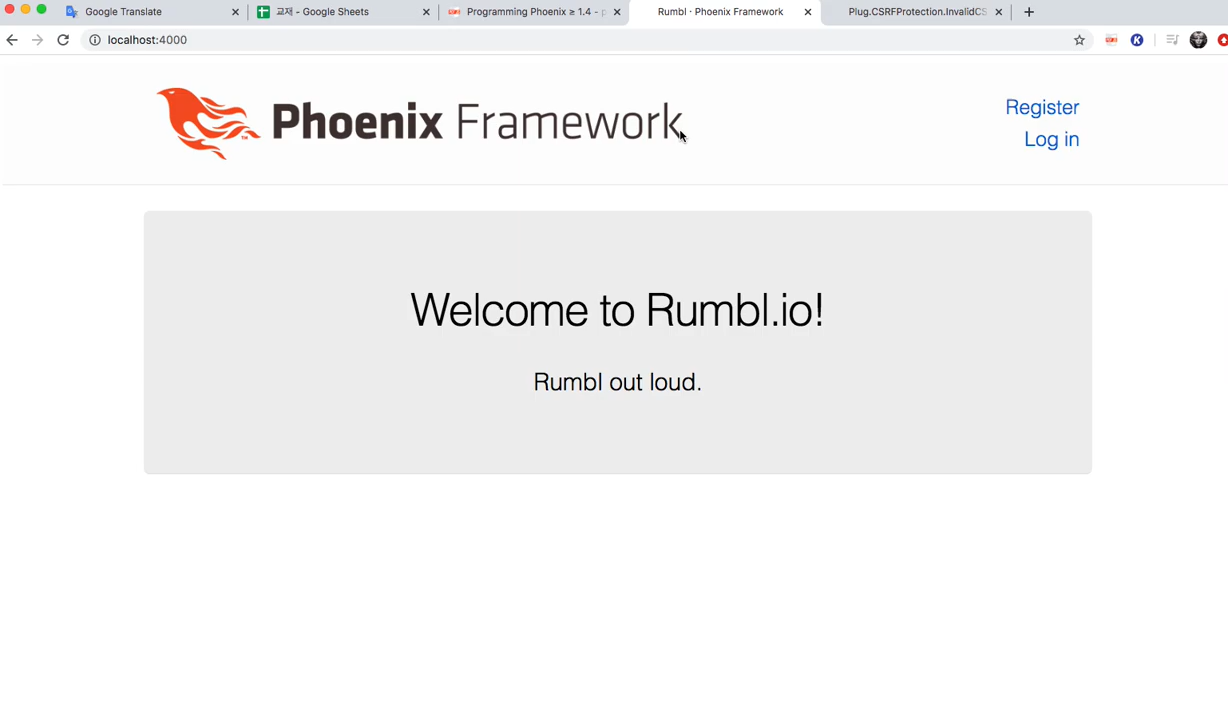 Google Translate
교재 - Google Sheets
Programming Phoenix ≥ 1.4 - p
Rumbl · Phoenix Framework
Plug.CSRFProtection.InvalidCS
localhost:4000
Phoenix Framework
Register
Log in
Welcome to Rumbl.io!
Rumbl out loud.